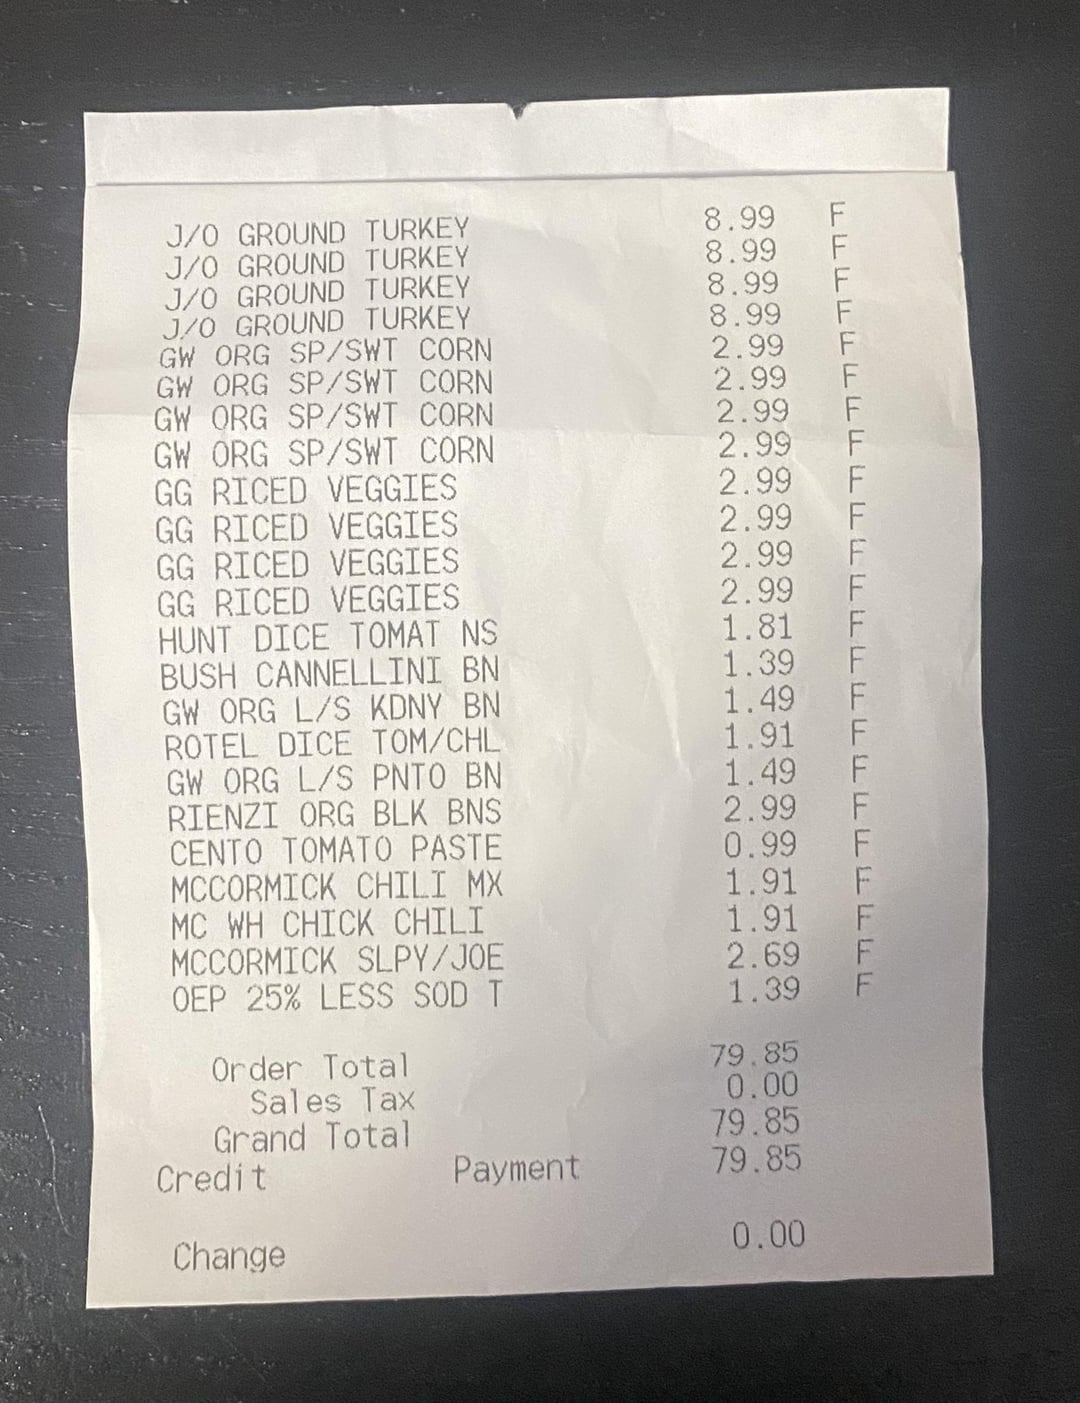 J/O GROUND TURKEY 8.99 F
J/O GROUND TURKEY 8.99 F
J/O GROUND TURKEY 8.99 F
J/O GROUND TURKEY 8.99 F
GW ORG SP/SWT CORN 2.99 F
GW ORG SP/SWT CORN 2.99 F
GW ORG SP/SWT CORN 2.99 F
GW ORG SP/SWT CORN 2.99 F
GG RICED VEGGIES 2.99 F
GG RICED VEGGIES 2.99 F
GG RICED VEGGIES 2.99 F
GG RICED VEGGIES 2.99 F
HUNT DICE TOMAT NS 1.81 F
BUSH CANNELLINI BN 1.39 F
GW ORG L/S KDNY BN 1.49 F
ROTEL DICE TOM/CHL 1.91 F
GW ORG L/S PNTO BN 1.49 F
RIENZI ORG BLK BNS 2.99 F
CENTO TOMATO PASTE 0.99 F
MCCORMICK CHILI MX 1.91 F
MC WH CHICK CHILI 1.91 F
MCCORMICK SLPY/JOE 2.69 F
OEP 25% LESS SOD T 1.39 F
Order Total 79.85
Sales Tax 0.00
Grand Total 79.85
Credit Payment 79.85
Change 0.00